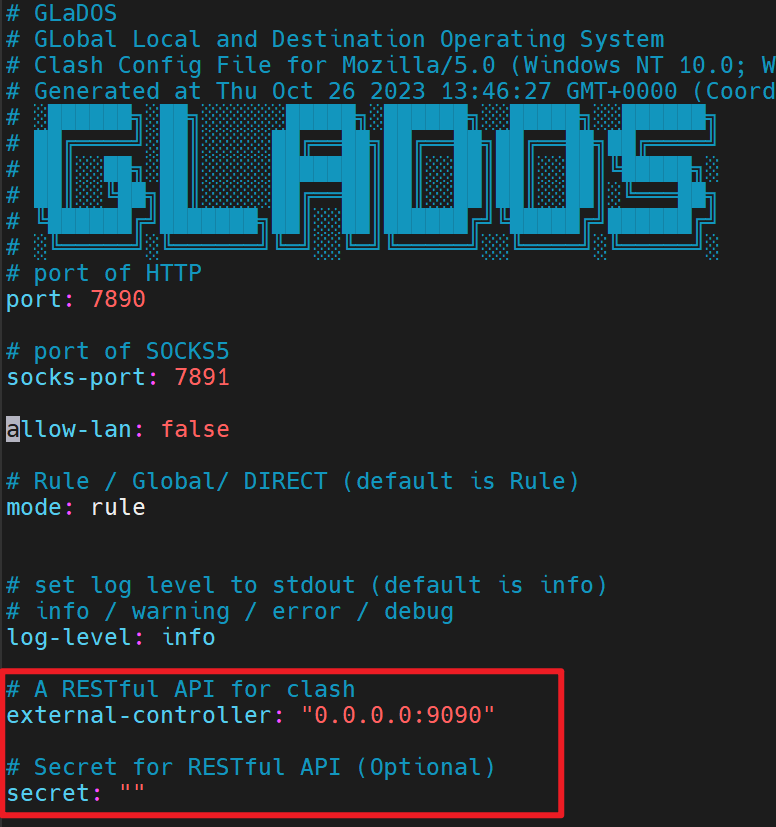 # GLaDOS
# GLobal Local and Destination Operating System
# Clash Config File for Mozilla/5.0 (Windows NT 10.0; W
# Generated at Thu Oct 26 2023 13:46:27 GMT+0000 (Coord
# GLADOS
# port of HTTP
port: 7890
# port of SOCKS5
socks-port: 7891
allow-lan: false
# Rule / Global/ DIRECT (default is Rule)
mode: rule
# set log level to stdout (default is info)
# info / warning / error / debug
log-level: info
# A RESTful API for clash
external-controller: "0.0.0.0:9090"
# Secret for RESTful API (Optional)
secret: ""